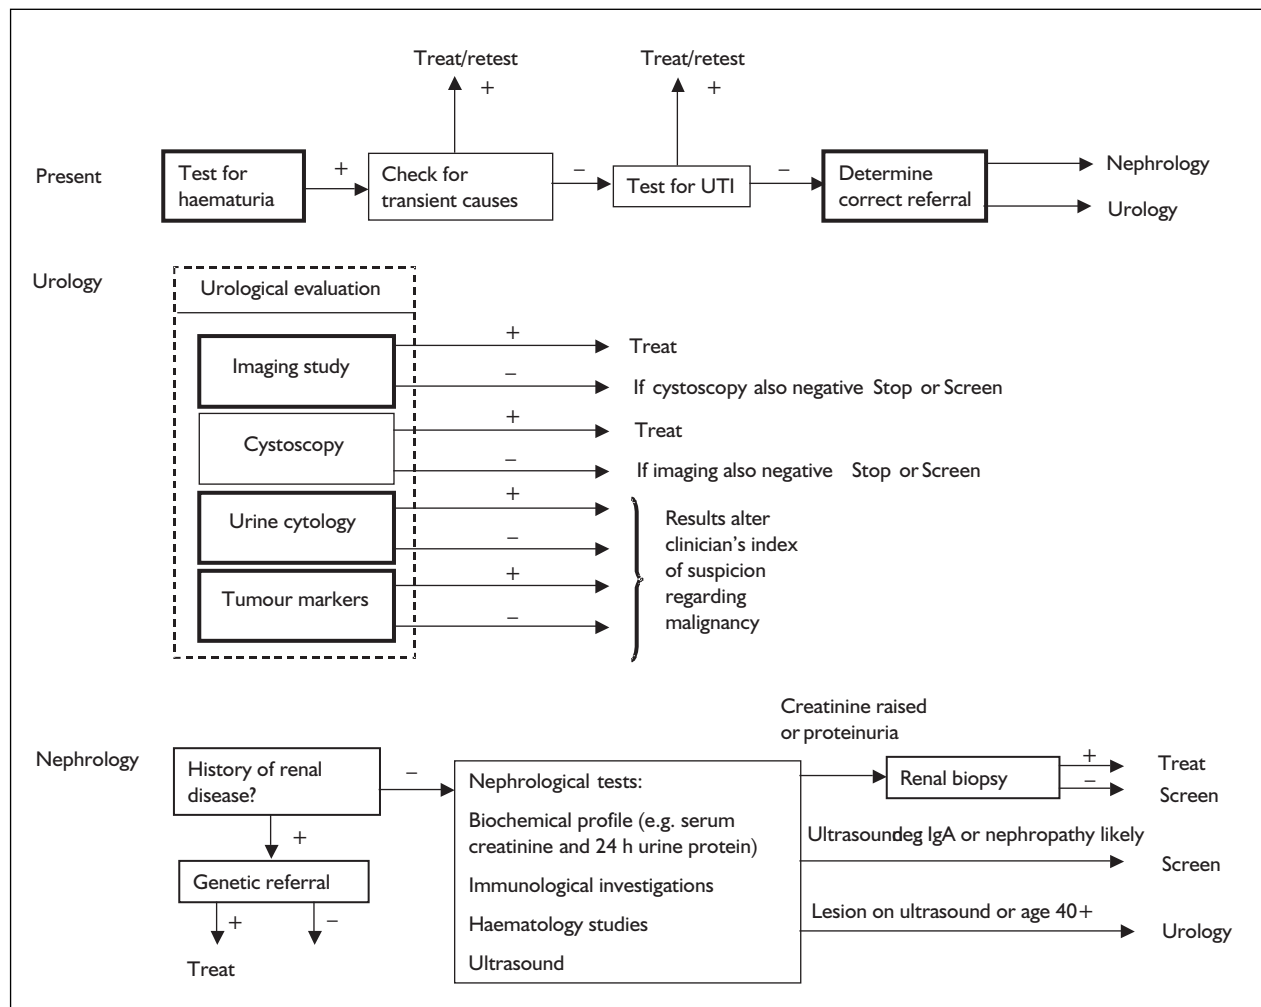 Treat/retest
Treat/retest
+
+
Present
Test for
haematuria
+
Check for
transient causes
–
Test for UTI
–
Determine
correct referral
Nephrology
Urology
Urology
Urological evaluation
Imaging study
+
Treat
–
If cystoscopy also negative Stop or Screen
Cystoscopy
+
Treat
–
If imaging also negative Stop or Screen
Urine cytology
+
–
Tumour markers
+
–
Results alter
clinician's index
of suspicion
regarding
malignancy
Nephrology
History of renal
disease?
–
+
Genetic referral
+
–
Treat
Nephrological tests:
Biochemical profile (e.g. serum
creatinine and 24 h urine protein)
Immunological investigations
Haematology studies
Ultrasound
Creatinine raised
or proteinuria
Renal biopsy
+
Treat
–
Screen
Ultrasound deg IgA or nephropathy likely
Screen
Lesion on ultrasound or age 40+
Urology